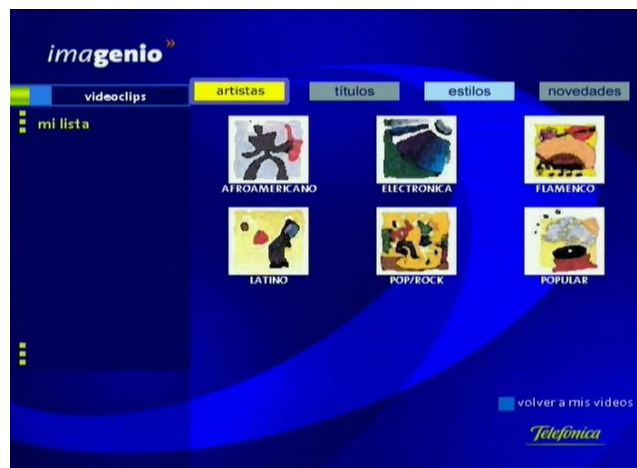 imagenio»
videoclips
artistas
títulos
estilos
novedades
mi lista
AFROAMERICANO
ELECTRONICA
FLAMENCO
LATINO
POP/ROCK
POPULAR
volver a mis videos
Telefónica